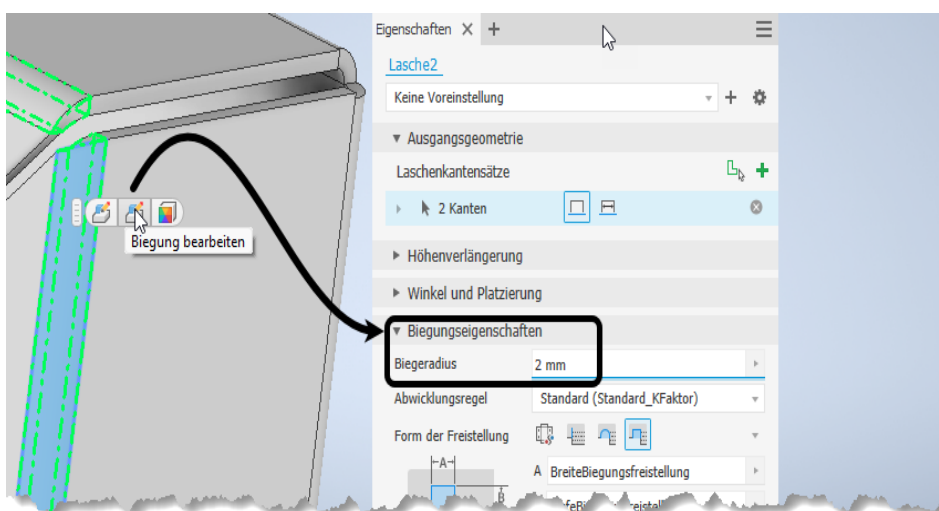 Eigenschaften × +
Lasche2
Keine Voreinstellung
Ausgangsgeometrie
Laschenkantensätze
2 Kanten
Biegung bearbeiten
Höhenverlängerung
Winkel und Platzierung
Biegungseigenschaften
Biegeradius 2 mm
Abwicklungsregel Standard (Standard_KFaktor)
Form der Freistellung
A
A BreiteBiegungsfreistellung
B